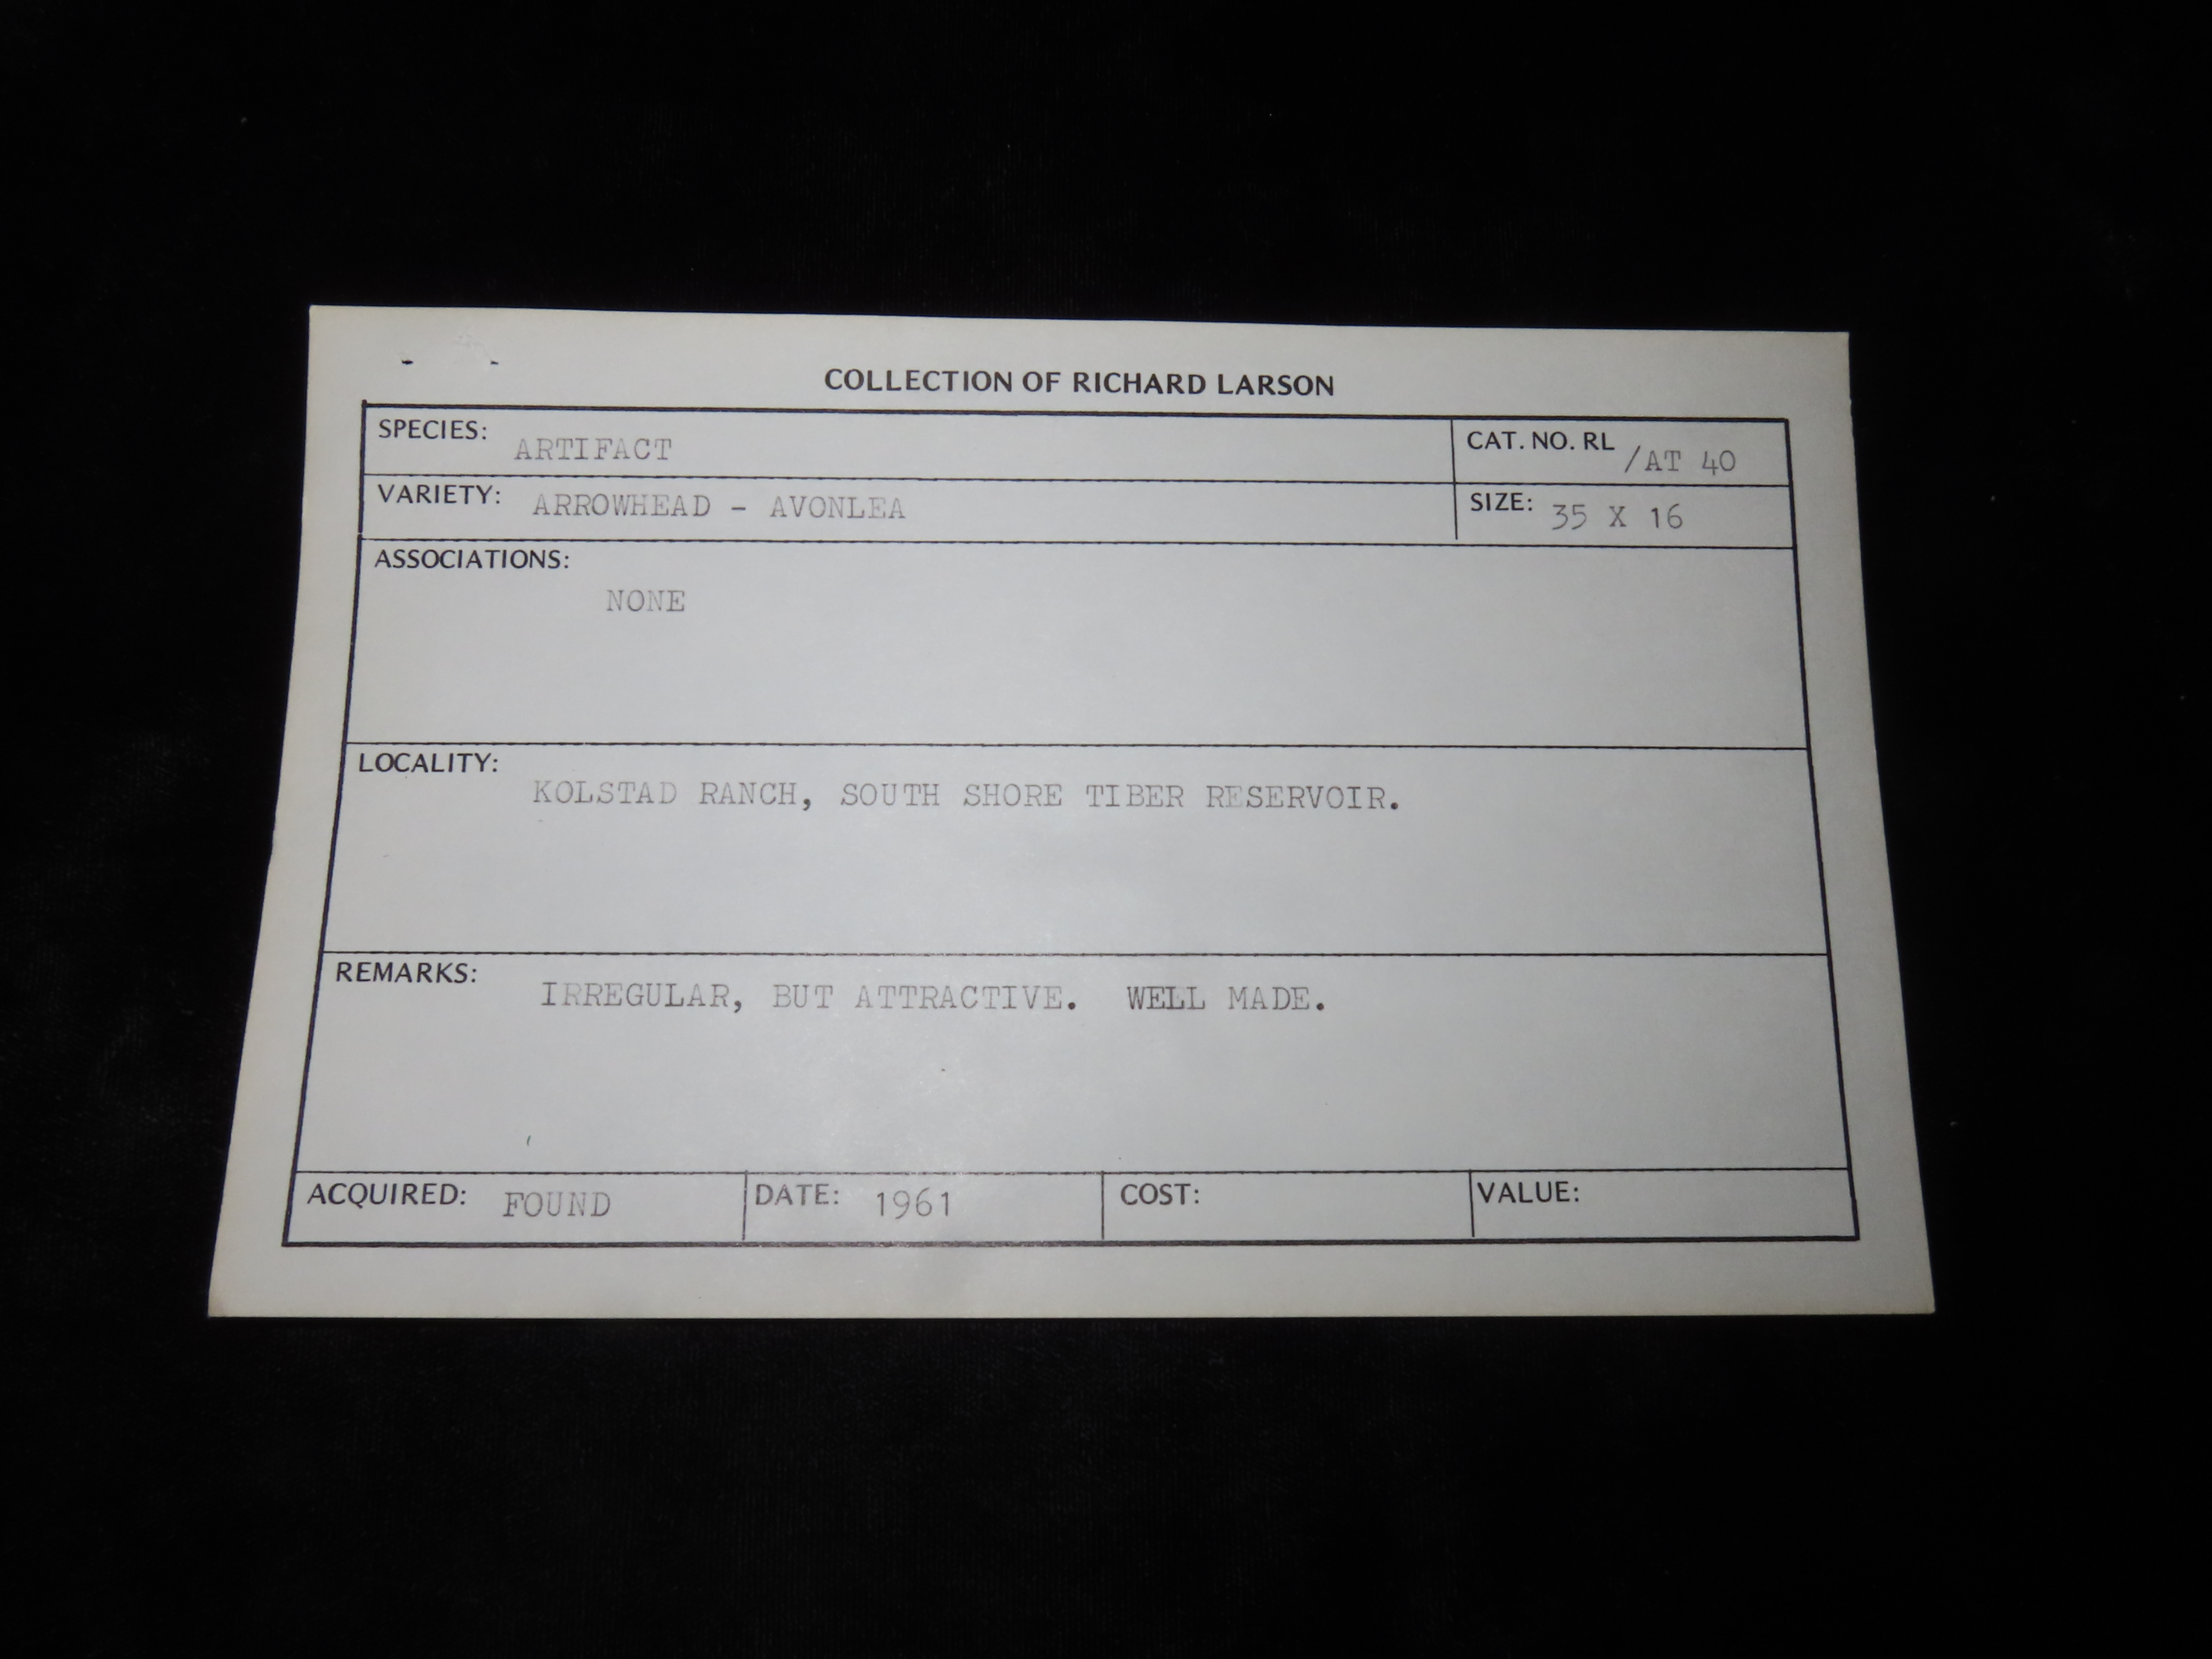 COLLECTION OF RICHARD LARSON
SPECIES: ARTIFACT
CAT. NO. RL /AT 40
VARIETY: ARROWHEAD - AVONLEA
SIZE: 35 X 16
ASSOCIATIONS:
NONE
LOCALITY:
KOLSTAD RANCH, SOUTH SHORE TIBER RESERVOIR.
REMARKS:
IRREGULAR, BUT ATTRACTIVE. WELL MADE.
ACQUIRED: FOUND DATE: 1961 COST: VALUE: